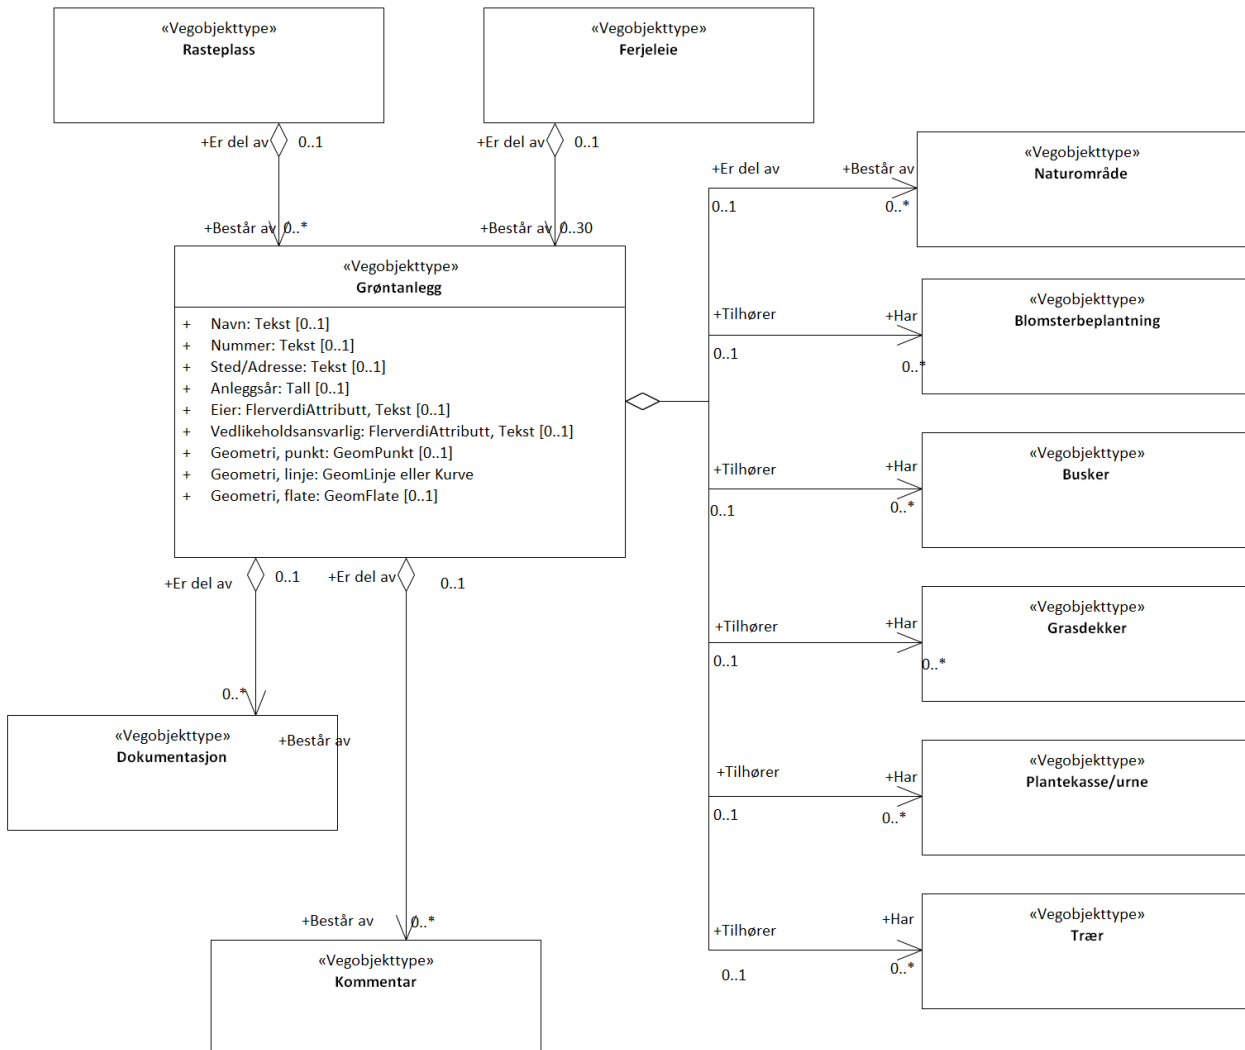 «Vegobjekttype»
Rasteplass
«Vegobjekttype»
Ferjeleie
+Er del av
0..1
+Er del av
0..1
+Består av
0..*
+Består av
0..30
«Vegobjekttype»
Grøntanlegg
+ Navn: Tekst [0..1]
+ Nummer: Tekst [0..1]
+ Sted/Adresse: Tekst [0..1]
+ Anleggsår: Tall [0..1]
+ Eier: FlerverdiAttributt, Tekst [0..1]
+ Vedlikeholdsansvarlig: FlerverdiAttributt, Tekst [0..1]
+ Geometri, punkt: GeomPunkt [0..1]
+ Geometri, linje: GeomLinje eller Kurve
+ Geometri, flate: GeomFlate [0..1]
+Er del av
+Består av
0..1
0..*
«Vegobjekttype»
Naturområde
+Tilhører
+Har
0..1
0..*
«Vegobjekttype»
Blomsterbeplantning
+Tilhører
+Har
0..1
0..*
«Vegobjekttype»
Busker
+Tilhører
+Har
0..1
0..*
«Vegobjekttype»
Grasdekker
+Tilhører
+Har
0..1
0..*
«Vegobjekttype»
Plantekasse/urne
+Tilhører
+Har
0..1
0..*
«Vegobjekttype»
Trær
+Er del av
0..1
+Er del av
0..1
0..*
+Består av
«Vegobjekttype»
Dokumentasjon
+Består av
0..*
«Vegobjekttype»
Kommentar